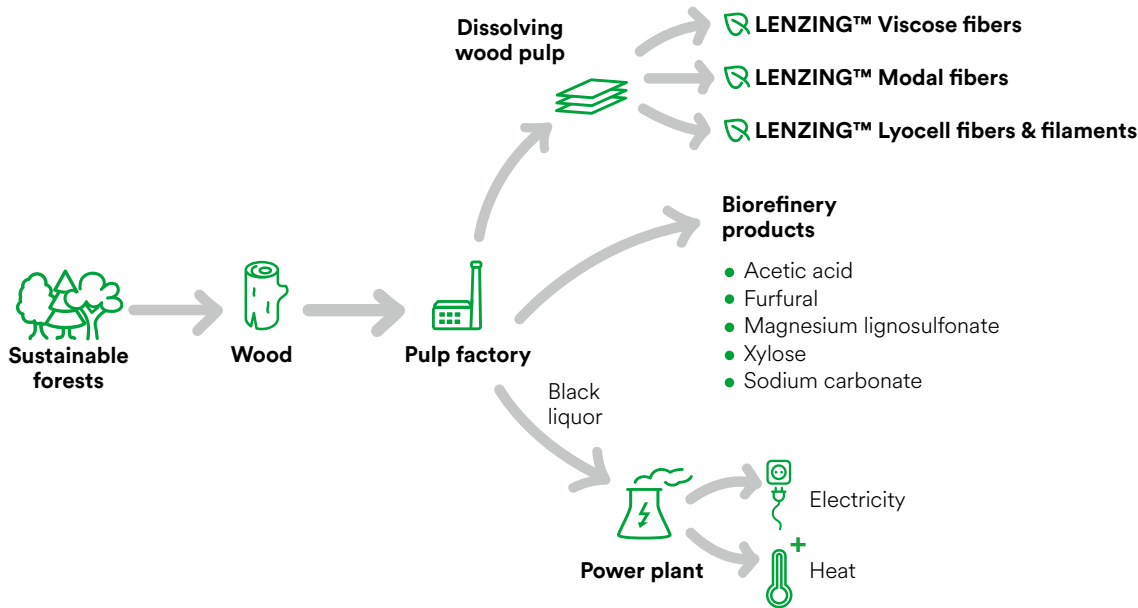 Dissolving
wood pulp
LENZING™ Viscose fibers
LENZING™ Modal fibers
LENZING™ Lyocell fibers & filaments
Biorefinery
products
Acetic acid
Furfural
Magnesium lignosulfonate
Xylose
Sodium carbonate
Sustainable
forests
Wood
Pulp factory
Black
liquor
Power plant
Electricity
Heat